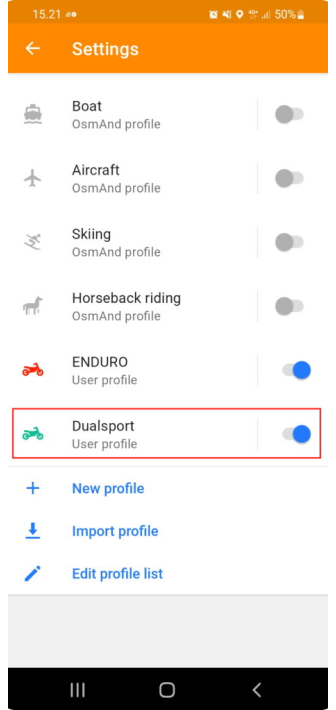 15.21 50%
Settings
Boat
OsmAnd profile
Aircraft
OsmAnd profile
Skiing
OsmAnd profile
Horseback riding
OsmAnd profile
ENDURO
User profile
Dualsport
User profile
New profile
Import profile
Edit profile list